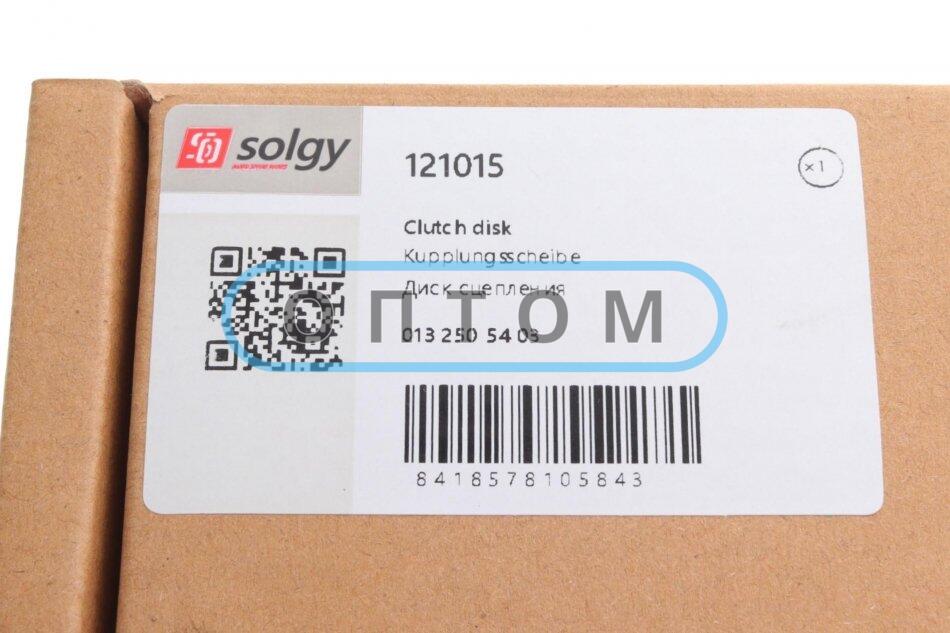 solgy
121015
×1
Clutch disk
Kupplungsscheibe
Диск сцепления
ОПТОМ
013 250 54 03
8418578105843